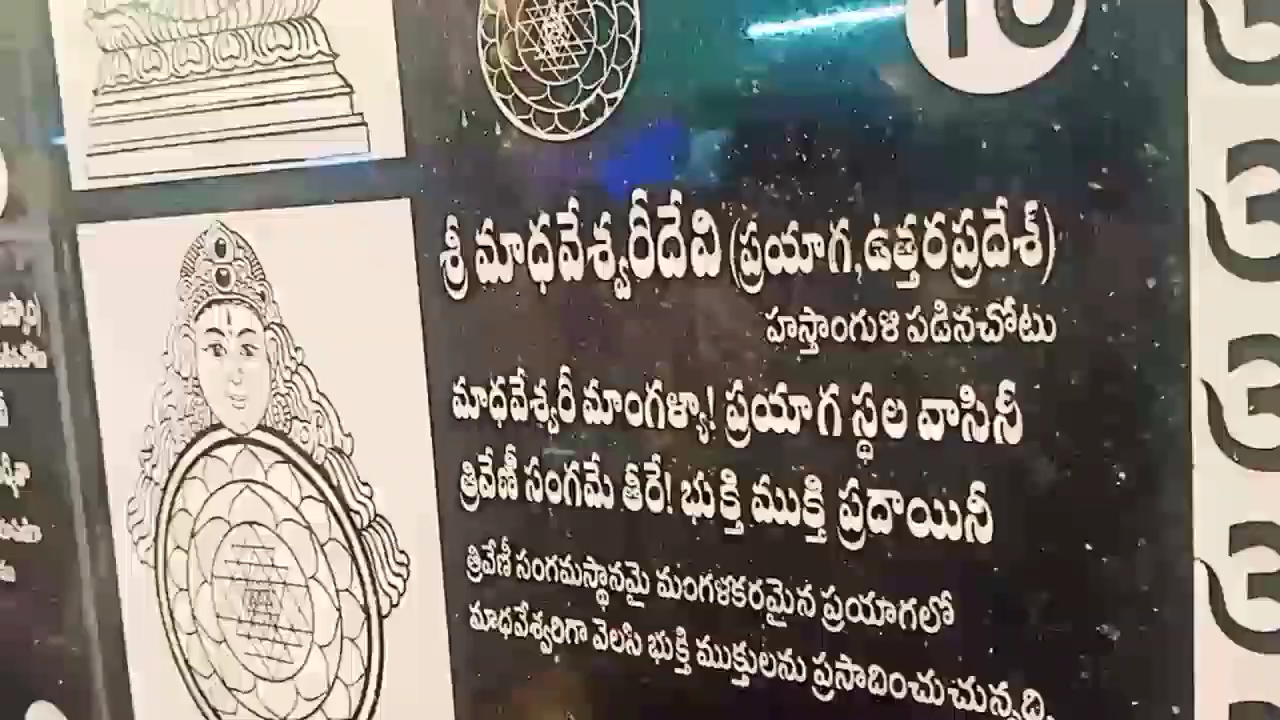 శ్రీ మాధవేశ్వరీదేవి (ప్రయాగ,ఉత్తరప్రదేశ్)
హస్తాంగుళి పడినచోటు
మాధవేశ్వరీ మాంగళ్యా! ప్రయాగ స్థల వాసినీ
త్రివేణీ సంగమే తీరే! భుక్తి ముక్తి ప్రదాయినీ
త్రివేణీ సంగమస్థానమై మంగళకరమైన ప్రయాగలో
మాధవేశ్వరిగా వెలసి భుక్తి ముక్తులను ప్రసాదించుచున్నది.